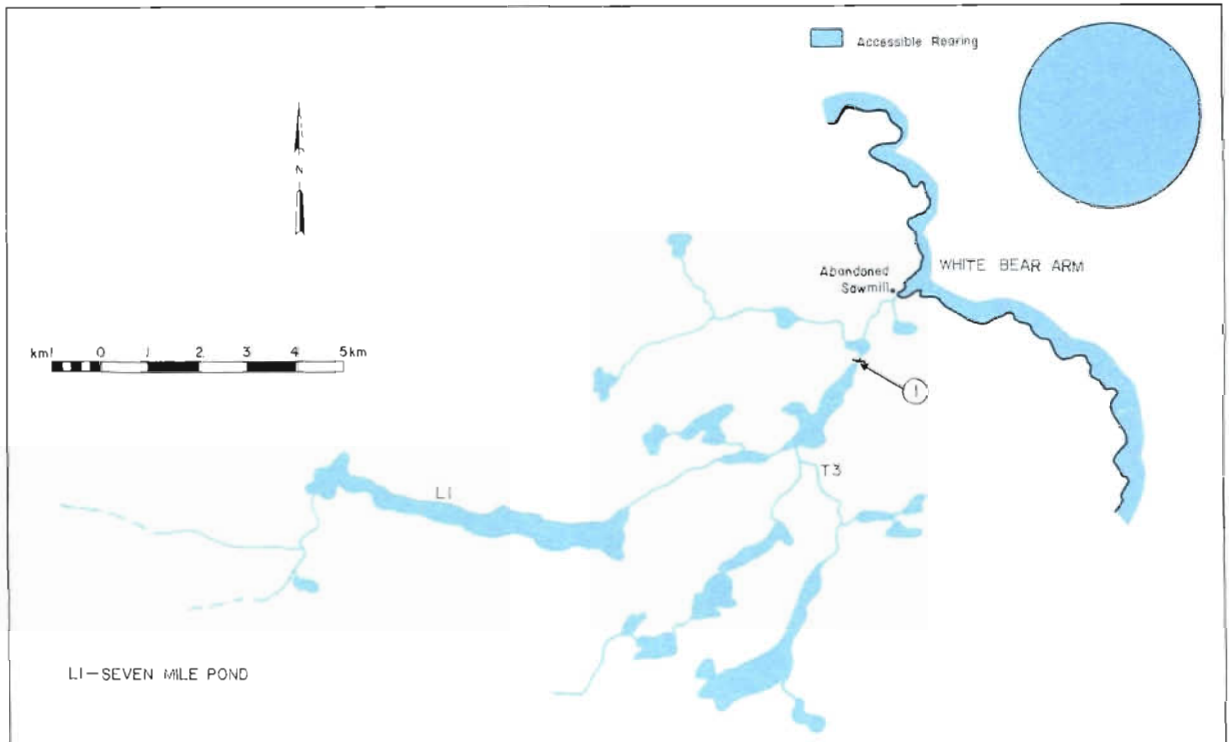 Accessible Rearing
N
WHITE BEAR ARM
Abandoned
Sawmill
km1 0 1 2 3 4 5km
1
T3
L1
L1-SEVEN MILE POND